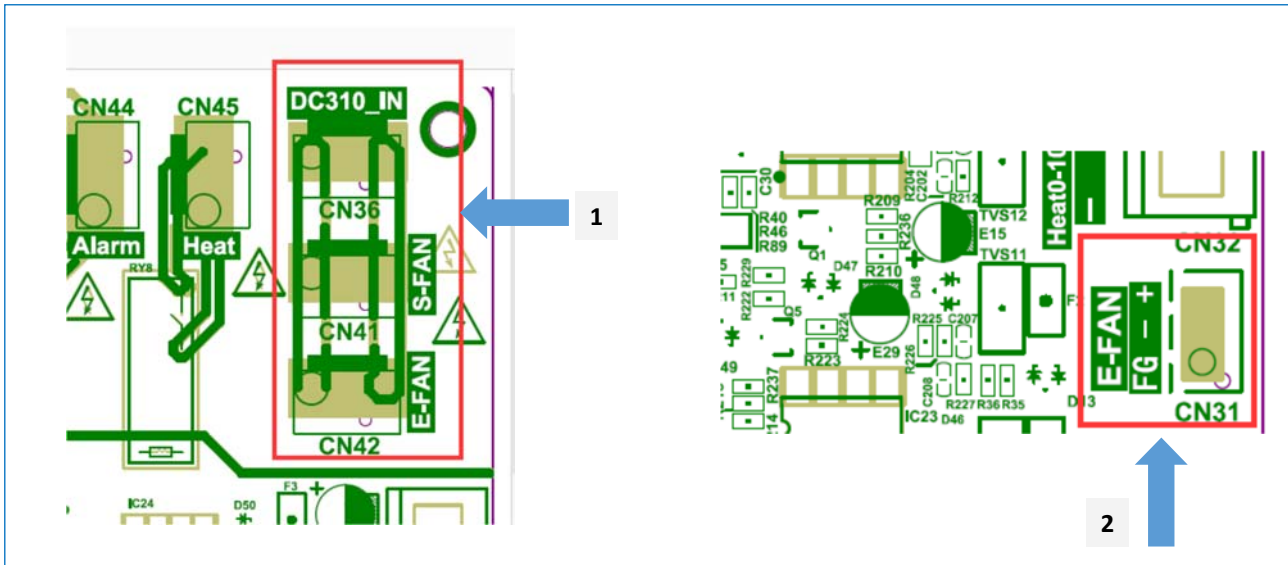 CN44
CN45
DC310_IN
CN36
Alarm
Heat
S-FAN
RY8
CN41
E-FAN
CN42
IC24
D50
F3
+
1
C30
R204
C202
R212
R209
R236
TVS12
Heat0-10
E15
R40
R46
R89
Q1
D47
R210
+
D48
TVS11
CN32
R229
R222
Q5
R224
R223
+
E29
R225
C207
R226
E-FAN
FG - +
49
R237
C208
R227
R36
R35
D13
CN31
IC23
D46
2